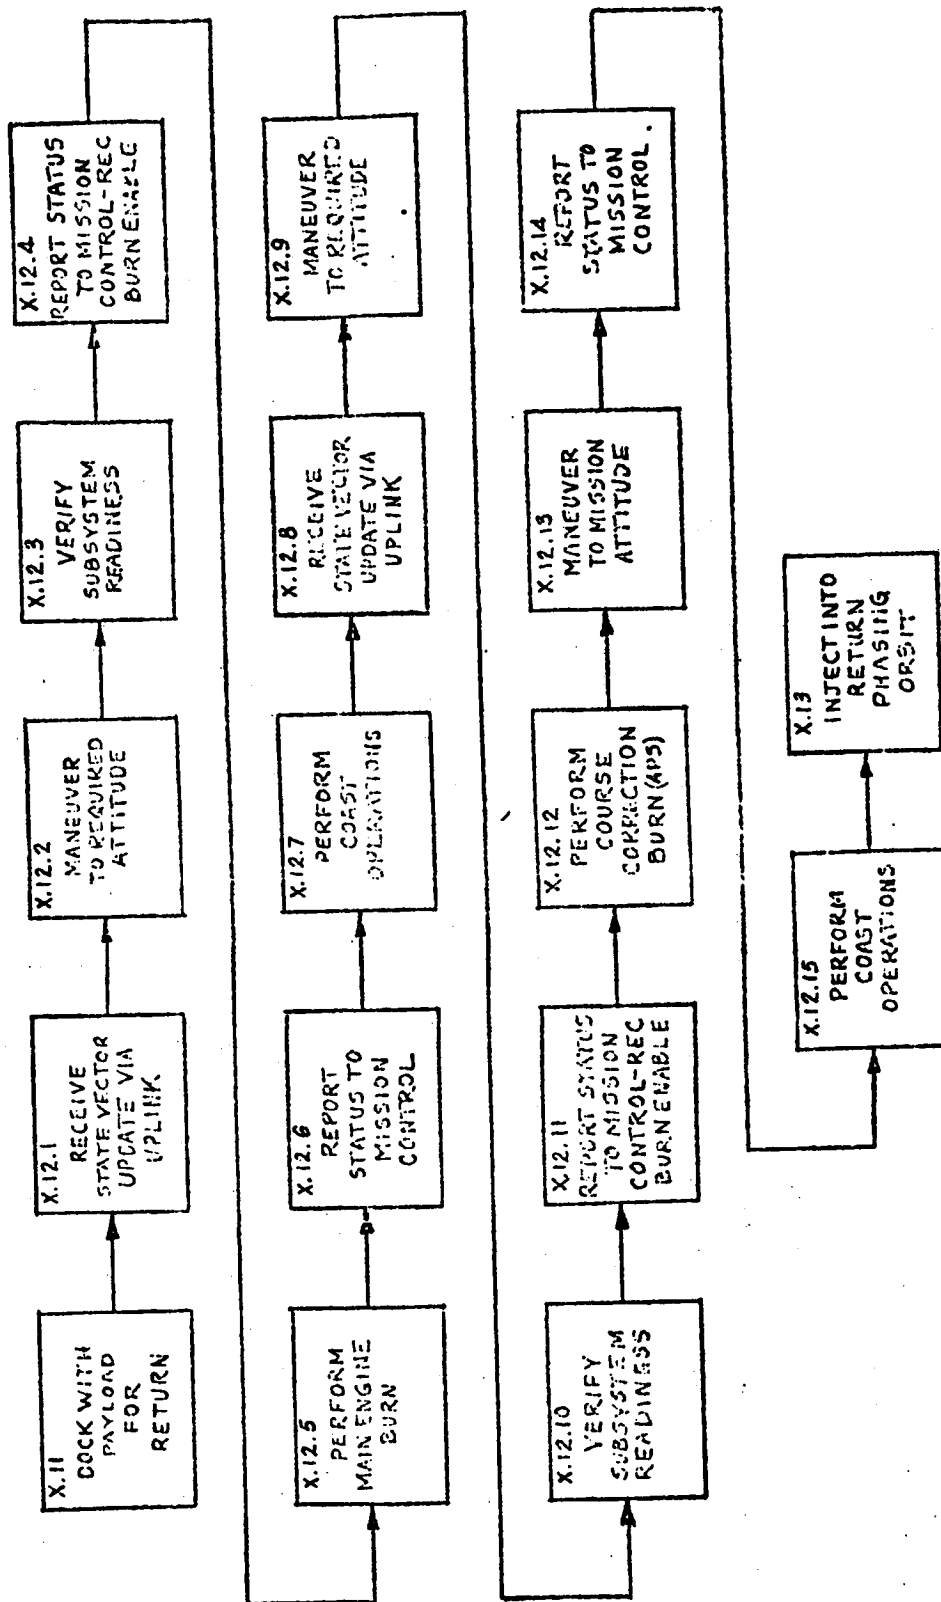 X.11
DOCK WITH
PAYLOAD
FOR
RETURN
X.12.1
RECEIVE
STATE VECTOR
UPDATE VIA
UPLINK
X.12.2
MANEUVER
TO REQUIRED
ATTITUDE
X.12.3
VERIFY
SUBSYSTEM
READINESS
X.12.4
REPORT STATUS
TO MISSION
CONTROL-REC
BURN ENABLE
X.12.5
PERFORM
MAIN ENGINE
BURN
X.12.6
REPORT
STATUS TO
MISSION
CONTROL
X.12.7
PERFORM
COAST
OPERATIONS
X.12.8
RECEIVE
STATE VECTOR
UPDATE VIA
UPLINK
X.12.9
MANEUVER
TO REQUIRED
ATTITUDE
X.12.10
VERIFY
SUBSYSTEM
READINESS
X.12.11
REPORT STATUS
TO MISSION
CONTROL-REC
BURN ENABLE
X.12.12
PERFORM
COURSE
CORRECTION
BURN (APS)
X.12.13
MANEUVER
TO MISSION
ATTITUDE
X.12.14
REPORT
STATUS TO
MISSION
CONTROL.
X.12.15
PERFORM
COAST
OPERATIONS
X.13
INJECT INTO
RETURN
PHASING
ORBIT